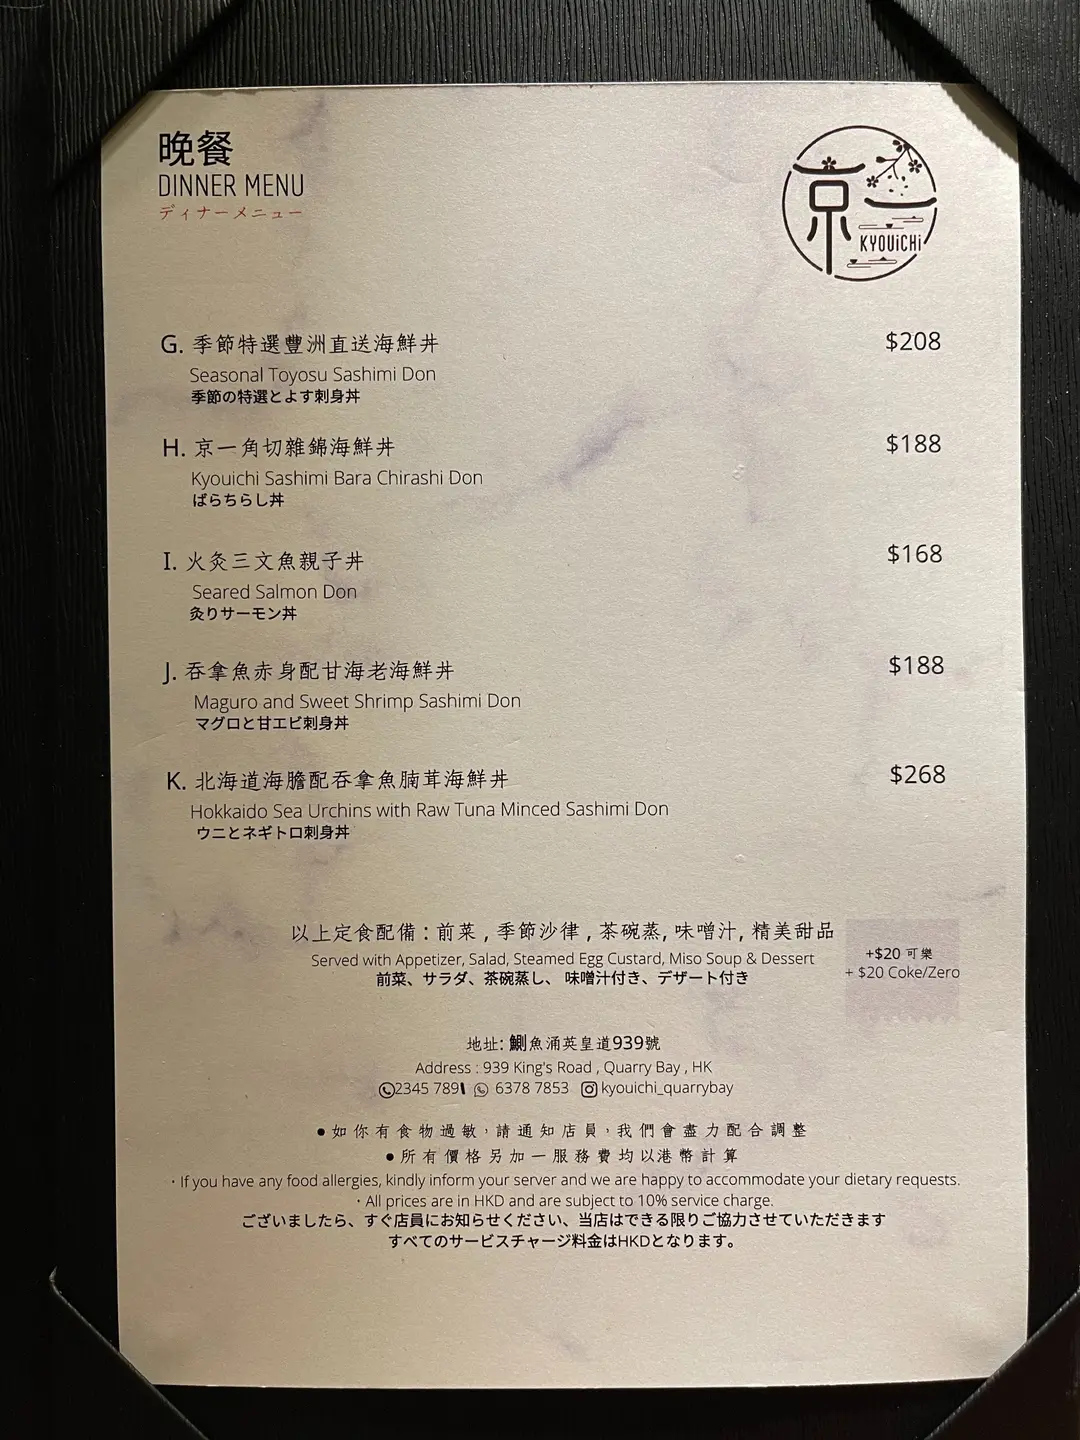 晚餐
DINNER MENU
ディナーメニュー
京一
KYOUiCHi
G. 季節特選豐洲直送海鮮丼 $208
Seasonal Toyosu Sashimi Don
季節の特選とよす刺身丼
H. 京一角切雜錦海鮮丼 $188
Kyouichi Sashimi Bara Chirashi Don
ばらちらし丼
I. 火炙三文魚親子丼 $168
Seared Salmon Don
炙りサーモン丼
J. 吞拿魚赤身配甘海老海鮮丼 $188
Maguro and Sweet Shrimp Sashimi Don
マグロと甘エビ刺身丼
K. 北海道海膽配吞拿魚腩茸海鮮丼 $268
Hokkaido Sea Urchins with Raw Tuna Minced Sashimi Don
ウニとネギトロ刺身丼
以上定食配備 : 前菜 , 季節沙律 , 茶碗蒸, 味噌汁, 精美甜品
Served with Appetizer, Salad, Steamed Egg Custard, Miso Soup & Dessert
前菜、サラダ、茶碗蒸し、 味噌汁付き、デザート付き
+$20 可樂
+ $20 Coke/Zero
地址: 鰂魚涌英皇道939號
Address : 939 King's Road , Quarry Bay , HK
2345 7891 6378 7853 kyouichi_quarrybay
● 如你有食物過敏，請通知店員，我們會盡力配合調整
● 所有價格另加一服務費均以港幣計算
· If you have any food allergies, kindly inform your server and we are happy to accommodate your dietary requests.
· All prices are in HKD and are subject to 10% service charge.
ございましたら、すぐ店員にお知らせください、当店はできる限りご協力させていただきます
すべてのサービスチャージ料金はHKDとなります。